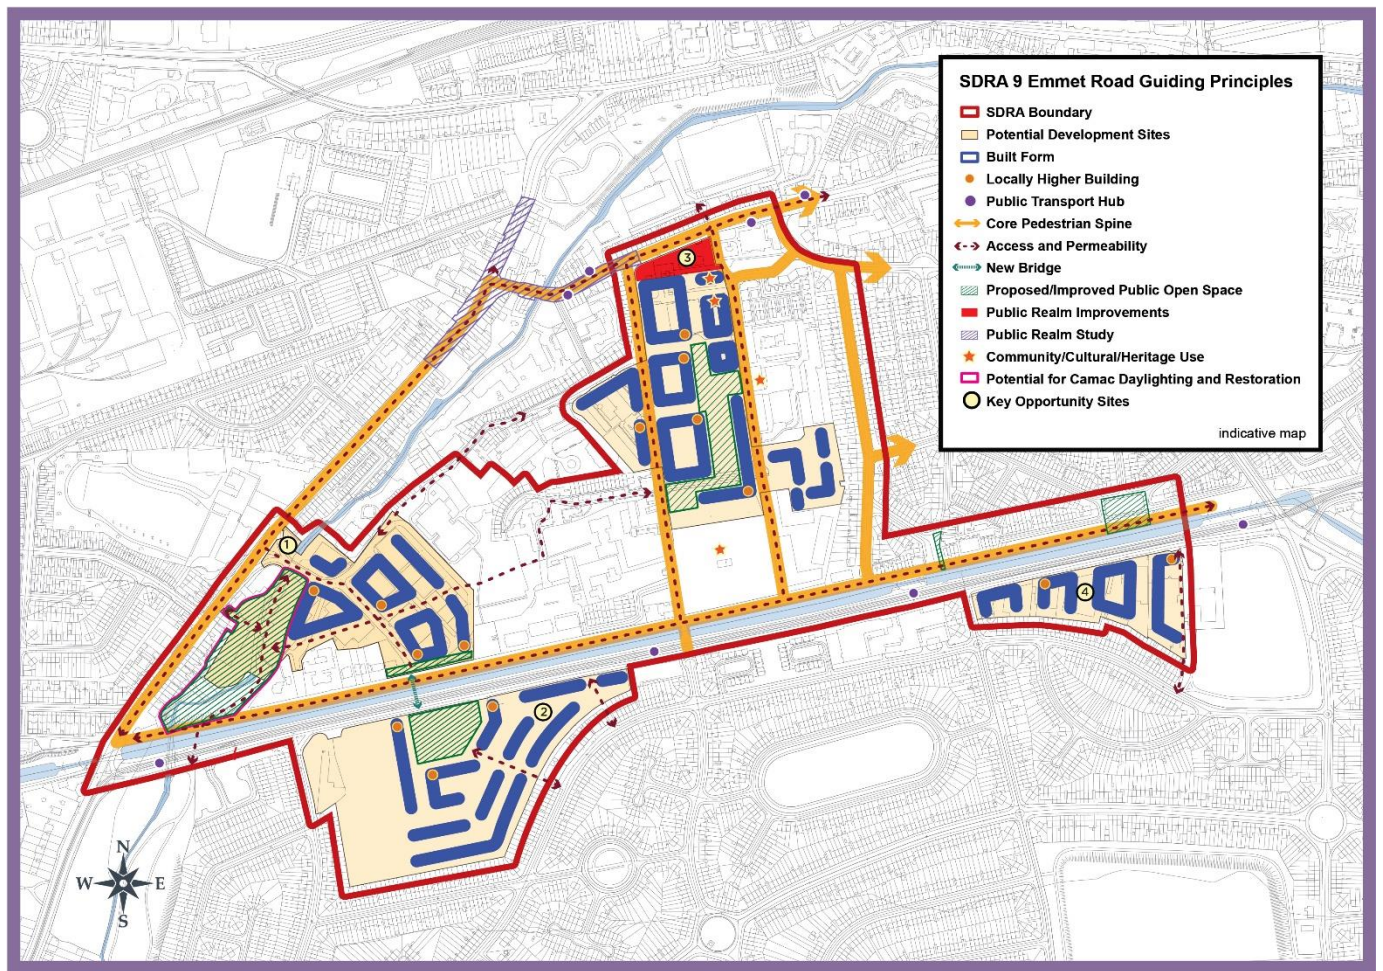 SDRA 9 Emmet Road Guiding Principles
SDRA Boundary
Potential Development Sites
Built Form
Locally Higher Building
Public Transport Hub
Core Pedestrian Spine
Access and Permeability
New Bridge
Proposed/Improved Public Open Space
Public Realm Improvements
Public Realm Study
Community/Cultural/Heritage Use
Potential for Camac Daylighting and Restoration
Key Opportunity Sites
indicative map
3
1
4
2
N
W E
S